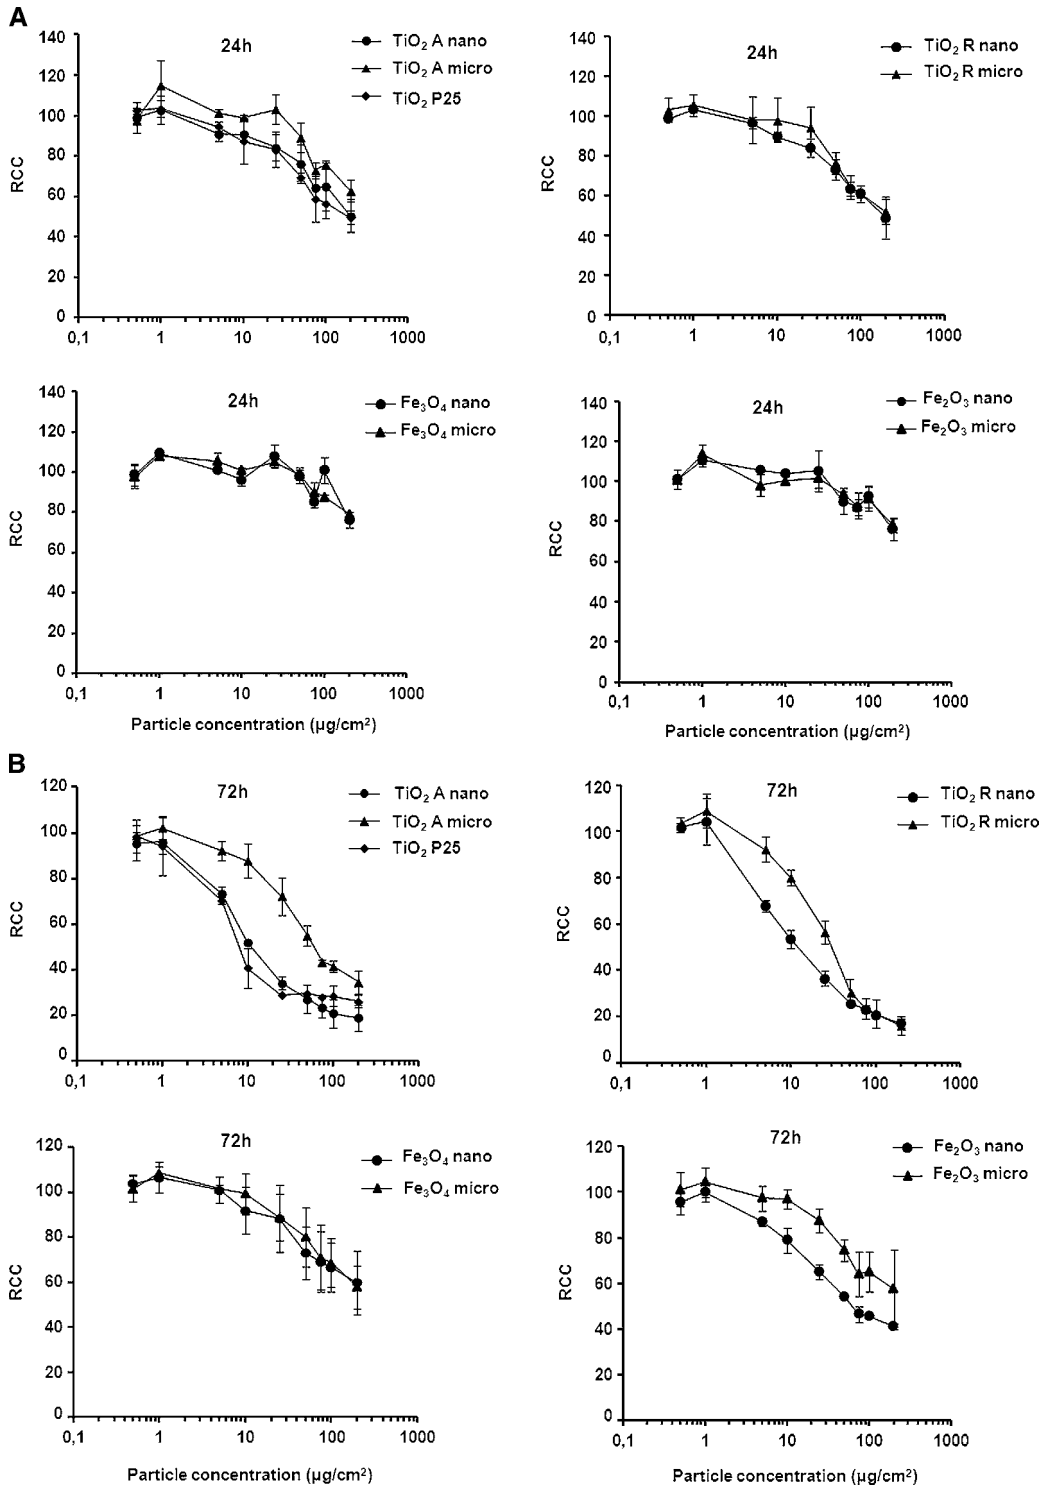 A
24h
TiO₂ A nano
TiO₂ A micro
TiO₂ P25
RCC
140
120
100
80
60
40
20
0
0,1
1
10
100
1000
24h
TiO₂ R nano
TiO₂ R micro
RCC
140
120
100
80
60
40
20
0
0,1
1
10
100
1000
24h
Fe₃O₄ nano
Fe₃O₄ micro
RCC
140
120
100
80
60
40
20
0
0,1
1
10
100
1000
Particle concentration (µg/cm²)
24h
Fe₂O₃ nano
Fe₂O₃ micro
RCC
140
120
100
80
60
40
20
0
0,1
1
10
100
1000
Particle concentration (µg/cm²)
B
72h
TiO₂ A nano
TiO₂ A micro
TiO₂ P25
RCC
120
100
80
60
40
20
0
0,1
1
10
100
1000
72h
TiO₂ R nano
TiO₂ R micro
RCC
120
100
80
60
40
20
0
0,1
1
10
100
1000
72h
Fe₃O₄ nano
Fe₃O₄ micro
RCC
120
100
80
60
40
20
0
0,1
1
10
100
1000
Particle concentration (µg/cm²)
72h
Fe₂O₃ nano
Fe₂O₃ micro
RCC
120
100
80
60
40
20
0
0,1
1
10
100
1000
Particle concentration (µg/cm²)